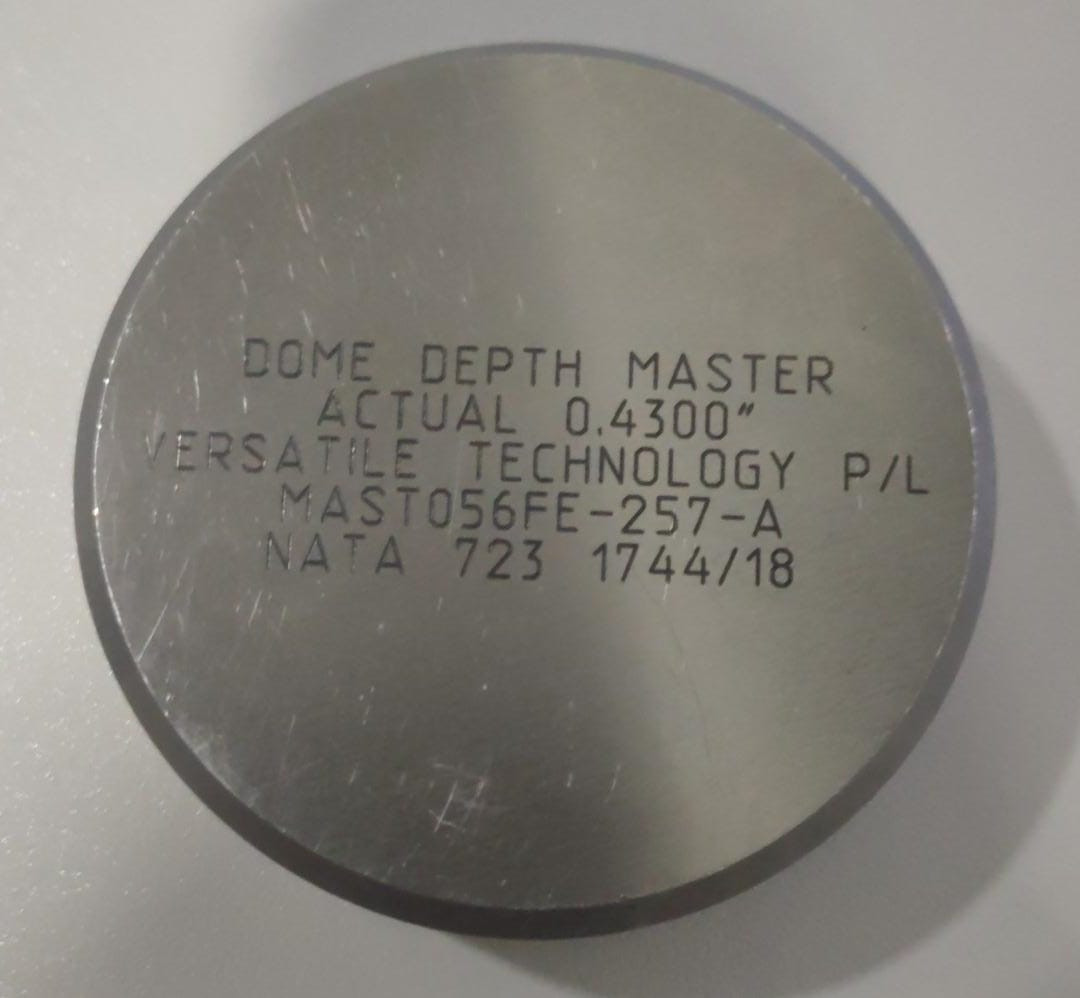 DOME DEPTH MASTER
ACTUAL 0.4300"
VERSATILE TECHNOLOGY P/L
MAST056FE-257-A
NATA 723 1744/18